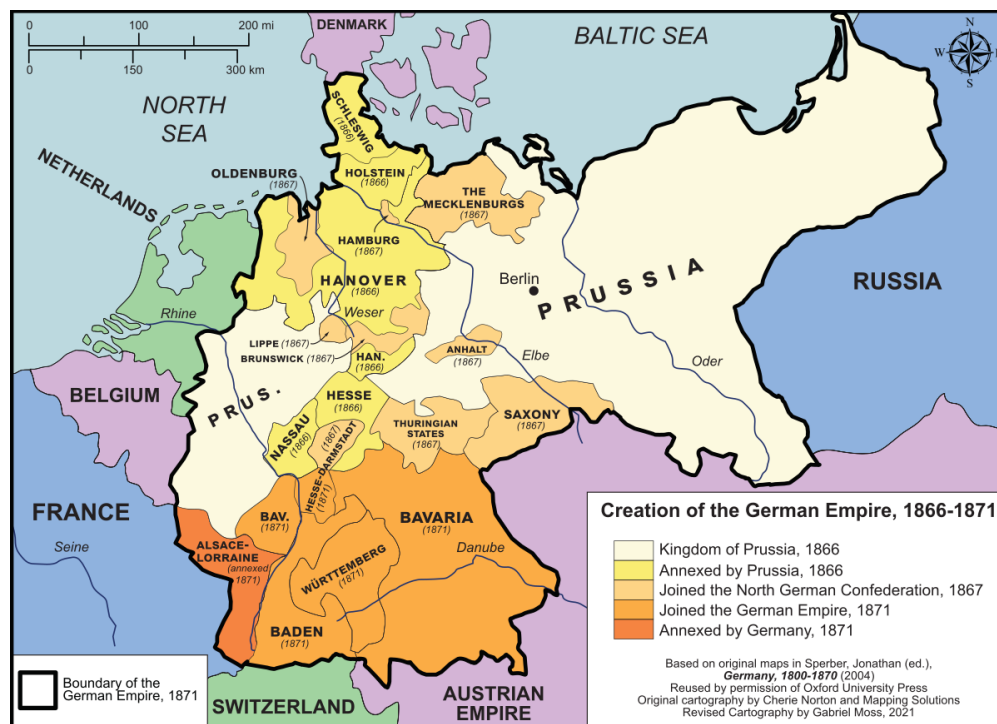 0 100 200 mi
0 150 300 km
DENMARK
BALTIC SEA
N
W
S
NORTH
SEA
NETHERLANDS
SCHLESWIG
(1866)
HOLSTEIN
(1866)
OLDENBURG
(1867)
THE
MECKLENBURGS
(1867)
HAMBURG
(1867)
HANOVER
(1866)
Berlin
PRUSSIA
RUSSIA
Rhine
Weser
LIPPE (1867)
BRUNSWICK (1867)
HAN.
(1866)
ANHALT
(1867)
Elbe
Oder
BELGIUM
PRUS.
HESSE
(1866)
NASSAU
(1866)
(1867)
HESSE-DARMSTADT
(1871)
THURINGIAN
STATES
(1867)
SAXONY
(1867)
FRANCE
Seine
BAV.
(1871)
BAVARIA
(1871)
ALSACE-
LORRAINE
(annexed
1871)
WÜRTTEMBERG
(1871)
Danube
BADEN
(1871)
SWITZERLAND
AUSTRIAN
EMPIRE
Boundary of the
German Empire, 1871
Creation of the German Empire, 1866-1871
Kingdom of Prussia, 1866
Annexed by Prussia, 1866
Joined the North German Confederation, 1867
Joined the German Empire, 1871
Annexed by Germany, 1871
Based on original maps in Sperber, Jonathan (ed.),
Germany, 1800-1870 (2004)
Reused by permission of Oxford University Press
Original cartography by Cherie Norton and Mapping Solutions
Revised Cartography by Gabriel Moss, 2021